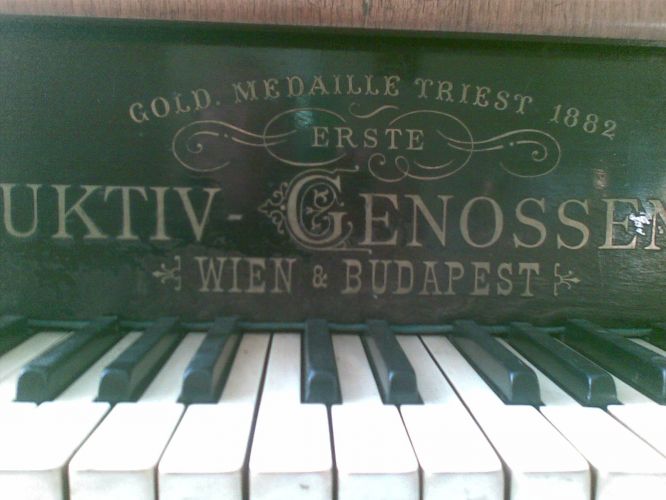 GOLD. MEDAILLE TRIEST 1882
ERSTE
UKTIV-GENOSSEN
WIEN & BUDAPEST